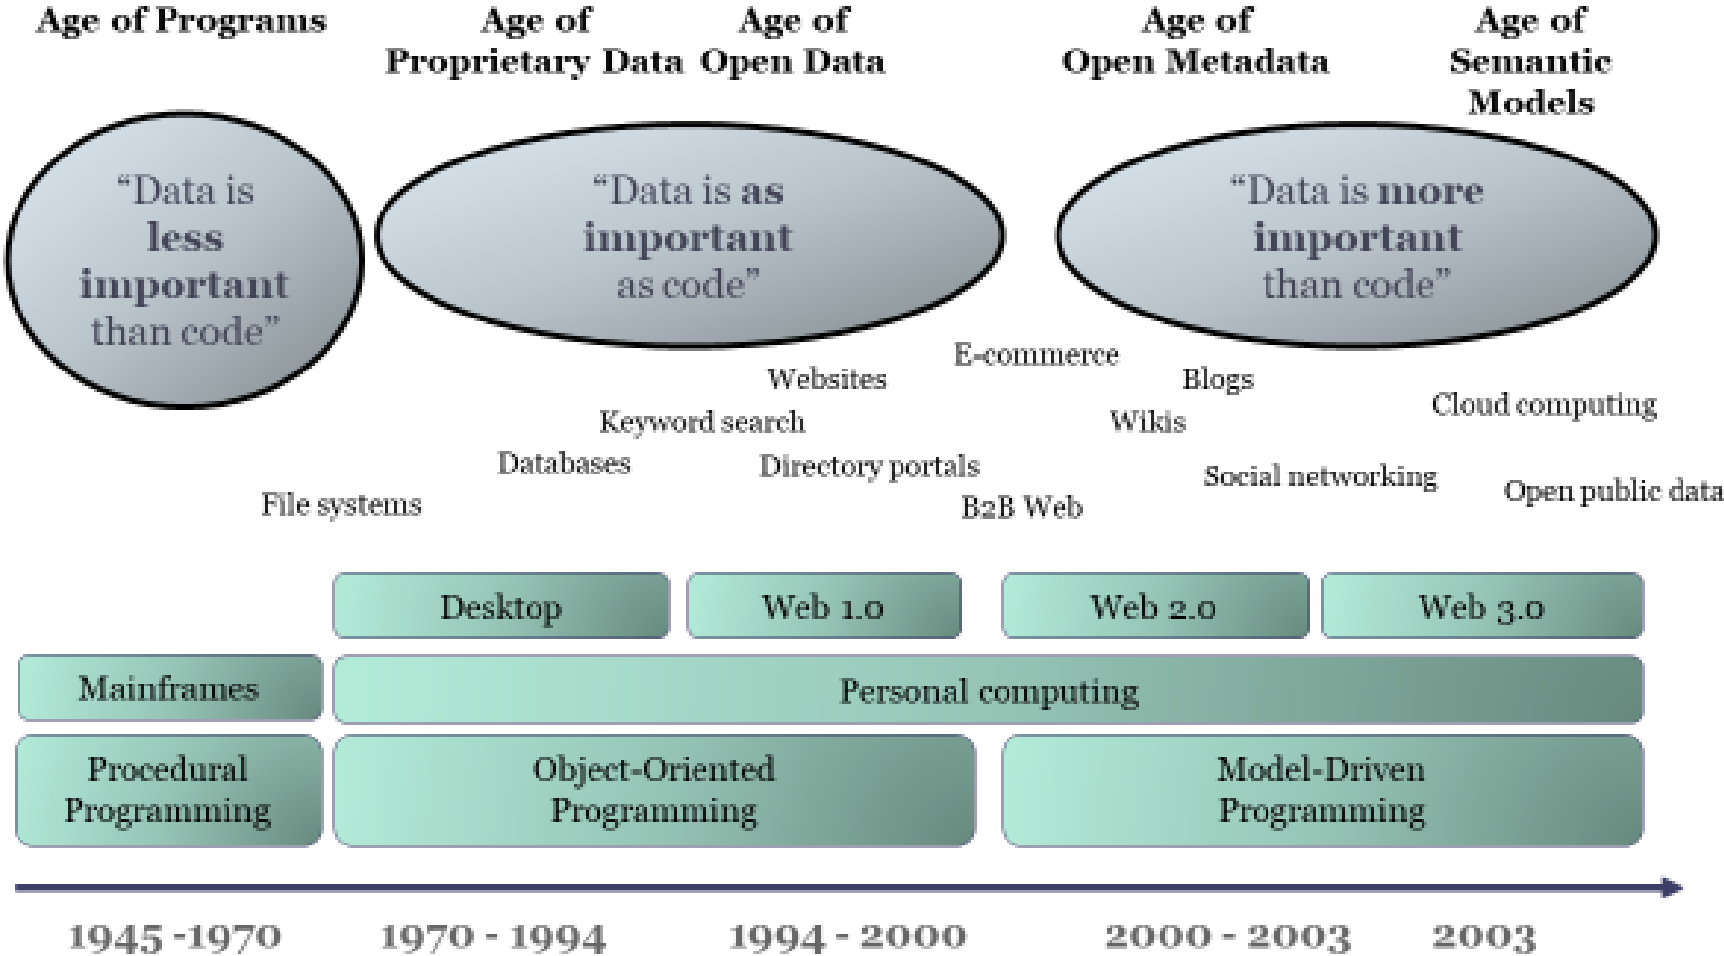 Age of Programs
Age of
Proprietary Data
Age of
Open Data
Age of
Open Metadata
Age of
Semantic
Models
“Data is
less
important
than code”
“Data is as
important
as code”
“Data is more
important
than code”
E-commerce
Websites
Blogs
Cloud computing
Keyword search
Wikis
Databases
Directory portals
Social networking
Open public data
File systems
B2B Web
Desktop
Web 1.0
Web 2.0
Web 3.0
Mainframes
Personal computing
Procedural
Programming
Object-Oriented
Programming
Model-Driven
Programming
1945 -1970
1970 - 1994
1994 - 2000
2000 - 2003
2003